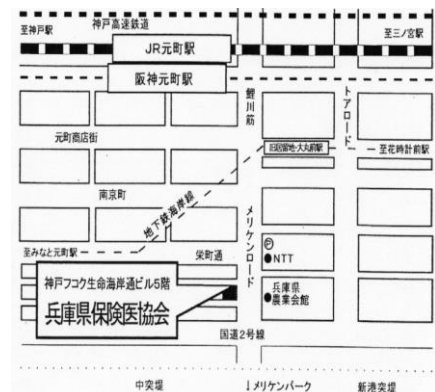 神戸高速鉄道
至神戸駅
至三ノ宮駅
JR元町駅
阪神元町駅
鯉川筋
トアロード
元町商店街
旧居留地・大丸前駅
至花時計前駅
南京町
地下鉄海岸線
メリケンロード
至みなと元町駅
栄町通
P
NTT
神戸フコク生命海岸通ビル5階
兵庫県保険医協会
兵庫県
農業会館
国道2号線
中突堤
↓メリケンパーク
新港突堤